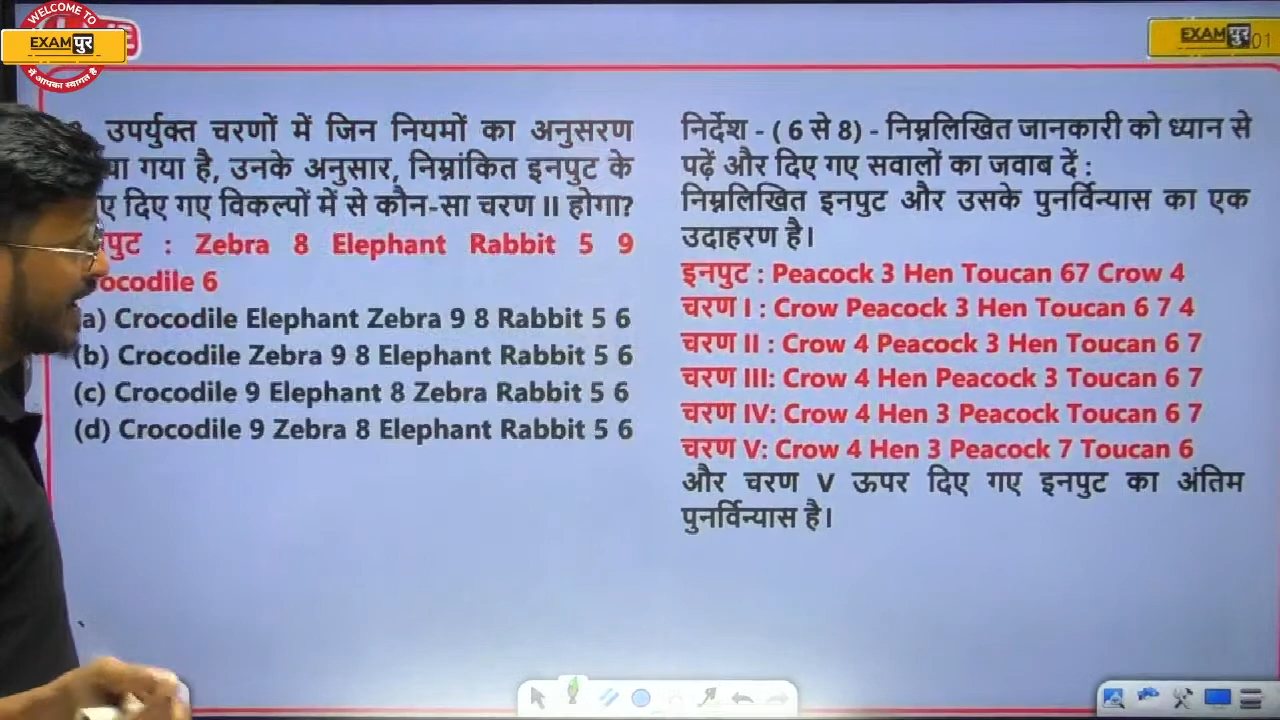 WELCOME TO
EXAMपुर
में आपका स्वागत है
EXAMपुर
01
उपर्युक्त चरणों में जिन नियमों का अनुसरण
गया है, उनके अनुसार, निम्नांकित इनपुट के
दिए गए विकल्पों में से कौन-सा चरण II होगा?
: Zebra 8 Elephant Rabbit 5 9
6
a) Crocodile Elephant Zebra 9 8 Rabbit 5 6
(b) Crocodile Zebra 9 8 Elephant Rabbit 5 6
(c) Crocodile 9 Elephant 8 Zebra Rabbit 5 6
(d) Crocodile 9 Zebra 8 Elephant Rabbit 5 6
निर्देश - ( 6 से 8) - निम्नलिखित जानकारी को ध्यान से
पढ़ें और दिए गए सवालों का जवाब दें :
निम्नलिखित इनपुट और उसके पुनर्विन्यास का एक
उदाहरण है।
इनपुट : Peacock 3 Hen Toucan 67 Crow 4
चरण I : Crow Peacock 3 Hen Toucan 6 7 4
चरण II : Crow 4 Peacock 3 Hen Toucan 6 7
चरण III: Crow 4 Hen Peacock 3 Toucan 6 7
चरण IV: Crow 4 Hen 3 Peacock Toucan 6 7
चरण V: Crow 4 Hen 3 Peacock 7 Toucan 6
और चरण V ऊपर दिए गए इनपुट का अंतिम
पुनर्विन्यास है।